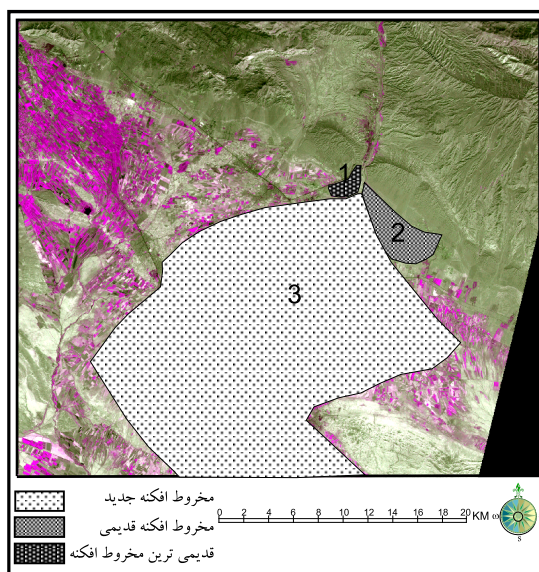 1
2
3
مخروط افکنه جدید
مخروط افکنه قدیمی
قدیمی ترین مخروط افکنه
0 2 4 6 8 10 12 14 16 18 20 KM
S